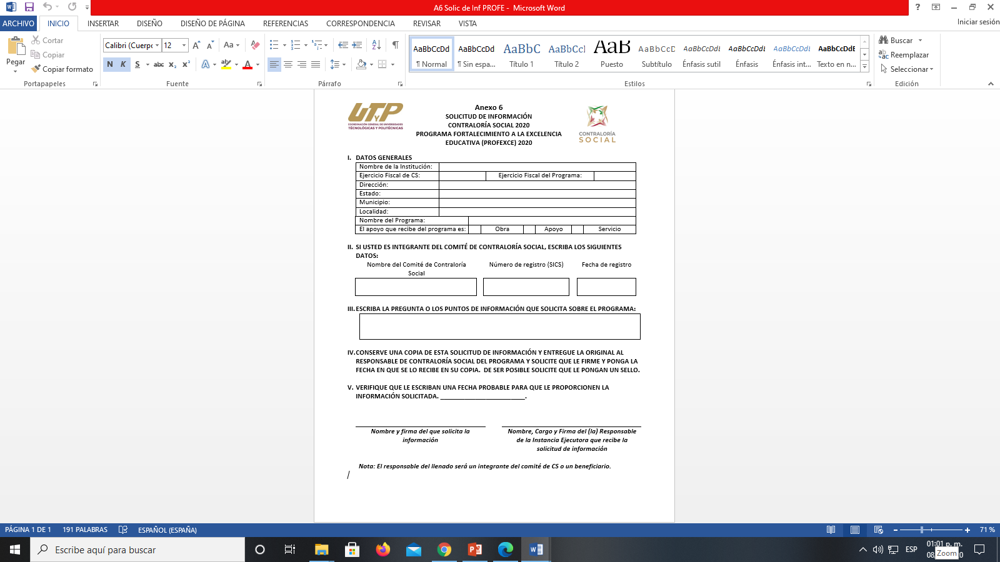 A6 Solic de Inf PROFE - Microsoft Word
ARCHIVO INICIO INSERTAR DISEÑO DISEÑO DE PÁGINA REFERENCIAS CORRESPONDENCIA REVISAR VISTA Iniciar sesión
Cortar
Copiar
Copiar formato
Pegar
Portapapeles
Calibri (Cuerpo 12
N K S abc x₂ x²
Fuente
Párrafo
AaBbCcDd AaBbCcDd AaBbC AaBbCcI AaB AaBbCcD AaBbCcDdE AaBbCcDdE AaBbCcDdE AaBbCcDdE
¶ Normal ¶ Sin espa... Título 1 Título 2 Puesto Subtítulo Énfasis sutil Énfasis Énfasis int... Texto en n...
Estilos
Buscar
Reemplazar
Seleccionar
Edición
UTyP
COORDINACIÓN GENERAL DE UNIVERSIDADES
TECNOLÓGICAS Y POLITÉCNICAS
Anexo 6
SOLICITUD DE INFORMACIÓN
CONTRALORÍA SOCIAL 2020
PROGRAMA FORTALECIMIENTO A LA EXCELENCIA
EDUCATIVA (PROFEXCE) 2020
CONTRALORÍA
SOCIAL
I. DATOS GENERALES
Nombre de la Institución:
Ejercicio Fiscal de CS: Ejercicio Fiscal del Programa:
Dirección:
Estado:
Municipio:
Localidad:
Nombre del Programa:
El apoyo que recibe del programa es: Obra Apoyo Servicio
II. SI USTED ES INTEGRANTE DEL COMITÉ DE CONTRALORÍA SOCIAL, ESCRIBA LOS SIGUIENTES
DATOS:
Nombre del Comité de Contraloría
Social
Número de registro (SICS)
Fecha de registro
III. ESCRIBA LA PREGUNTA O LOS PUNTOS DE INFORMACIÓN QUE SOLICITA SOBRE EL PROGRAMA:
IV. CONSERVE UNA COPIA DE ESTA SOLICITUD DE INFORMACIÓN Y ENTREGUE LA ORIGINAL AL
RESPONSABLE DE CONTRALORÍA SOCIAL DEL PROGRAMA Y SOLICITE QUE LE FIRME Y PONGA LA
FECHA EN QUE SE LO RECIBE EN SU COPIA. DE SER POSIBLE SOLICITE QUE LE PONGAN UN SELLO.
V. VERIFIQUE QUE LE ESCRIBAN UNA FECHA PROBABLE PARA QUE LE PROPORCIONEN LA
INFORMACIÓN SOLICITADA. ________________________.
Nombre y firma del que solicita la
información
Nombre, Cargo y Firma del (la) Responsable
de la Instancia Ejecutora que recibe la
solicitud de información
Nota: El responsable del llenado será un integrante del comité de CS o un beneficiario.
PÁGINA 1 DE 1 191 PALABRAS ESPAÑOL (ESPAÑA) 71 %
Escribe aquí para buscar
ESP
01:01 p. m.
Zoom